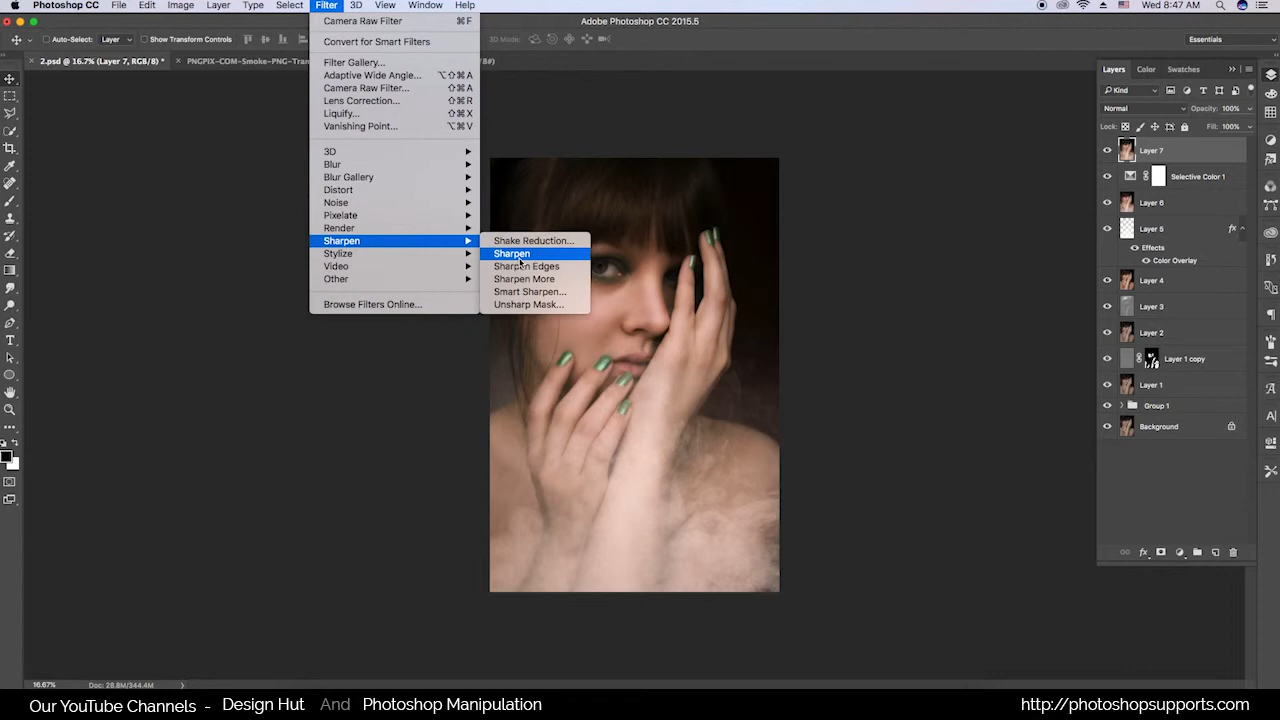 Photoshop CC File Edit Image Layer Type Select Filter 3D View Window Help Wed 8:47 AM
Adobe Photoshop CC 2015.5
Auto-Select: Layer Show Transform Controls 3D Mode: Essentials
2.psd @ 16.7% (Layer 7, RGB/8) * PNGPIX-COM-Smoke-PNG-Tran
Camera Raw Filter ⌘F
Convert for Smart Filters
Filter Gallery...
Adaptive Wide Angle... ⌥⇧⌘A
Camera Raw Filter... ⇧⌘A
Lens Correction... ⇧⌘R
Liquify... ⇧⌘X
Vanishing Point... ⌥⌘V
3D
Blur
Blur Gallery
Distort
Noise
Pixelate
Render
Sharpen
Stylize
Video
Other
Browse Filters Online...
Shake Reduction...
Sharpen
Sharpen Edges
Sharpen More
Smart Sharpen...
Unsharp Mask...
Layers Color Swatches
Kind
Normal Opacity: 100%
Lock: Fill: 100%
Layer 7
Selective Color 1
Layer 6
Layer 5 fx
Effects
Color Overlay
Layer 4
Layer 3
Layer 2
Layer 1 copy
Layer 1
Group 1
Background
16.67% Doc: 28.8M/344.4M
Our YouTube Channels - Design Hut And Photoshop Manipulation http://photoshopsupports.com